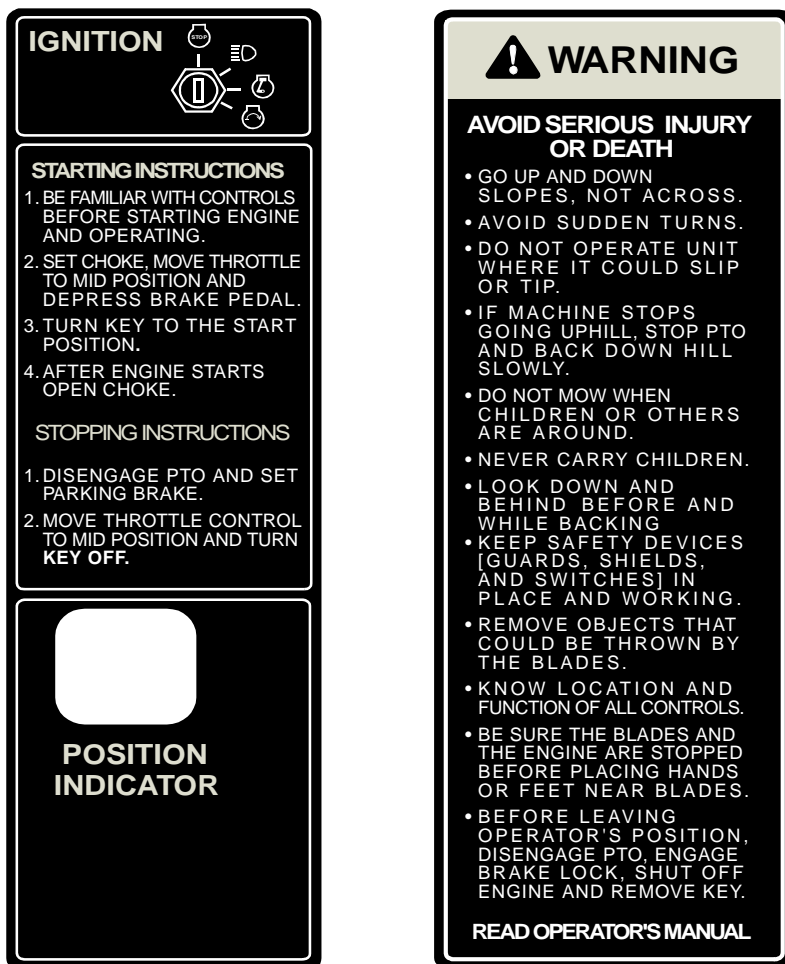 IGNITION
STOP
STARTING INSTRUCTIONS
1. BE FAMILIAR WITH CONTROLS
BEFORE STARTING ENGINE
AND OPERATING.
2. SET CHOKE, MOVE THROTTLE
TO MID POSITION AND
DEPRESS BRAKE PEDAL.
3. TURN KEY TO THE START
POSITION.
4. AFTER ENGINE STARTS
OPEN CHOKE.
STOPPING INSTRUCTIONS
1. DISENGAGE PTO AND SET
PARKING BRAKE.
2. MOVE THROTTLE CONTROL
TO MID POSITION AND TURN
KEY OFF.
POSITION
INDICATOR
WARNING
AVOID SERIOUS INJURY
OR DEATH
• GO UP AND DOWN
SLOPES, NOT ACROSS.
• AVOID SUDDEN TURNS.
• DO NOT OPERATE UNIT
WHERE IT COULD SLIP
OR TIP.
• IF MACHINE STOPS
GOING UPHILL, STOP PTO
AND BACK DOWN HILL
SLOWLY.
• DO NOT MOW WHEN
CHILDREN OR OTHERS
ARE AROUND.
• NEVER CARRY CHILDREN.
• LOOK DOWN AND
BEHIND BEFORE AND
WHILE BACKING
• KEEP SAFETY DEVICES
[GUARDS, SHIELDS,
AND SWITCHES] IN
PLACE AND WORKING.
• REMOVE OBJECTS THAT
COULD BE THROWN BY
THE BLADES.
• KNOW LOCATION AND
FUNCTION OF ALL CONTROLS.
• BE SURE THE BLADES AND
THE ENGINE ARE STOPPED
BEFORE PLACING HANDS
OR FEET NEAR BLADES.
• BEFORE LEAVING
OPERATOR'S POSITION,
DISENGAGE PTO, ENGAGE
BRAKE LOCK, SHUT OFF
ENGINE AND REMOVE KEY.
READ OPERATOR'S MANUAL